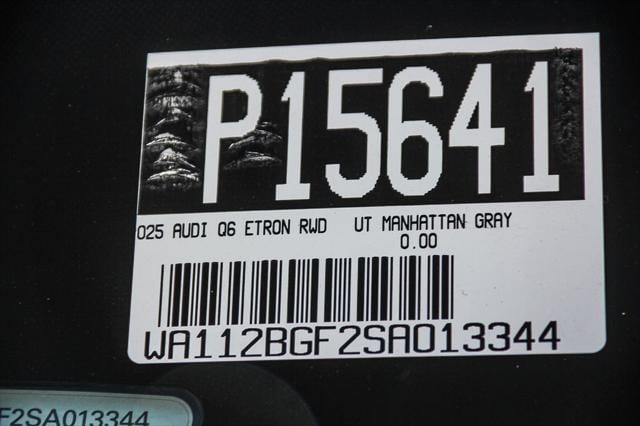 P15641
025 AUDI Q6 ETRON RWD UT MANHATTAN GRAY
0.00
WA112BGF2SA013344
F2SA013344